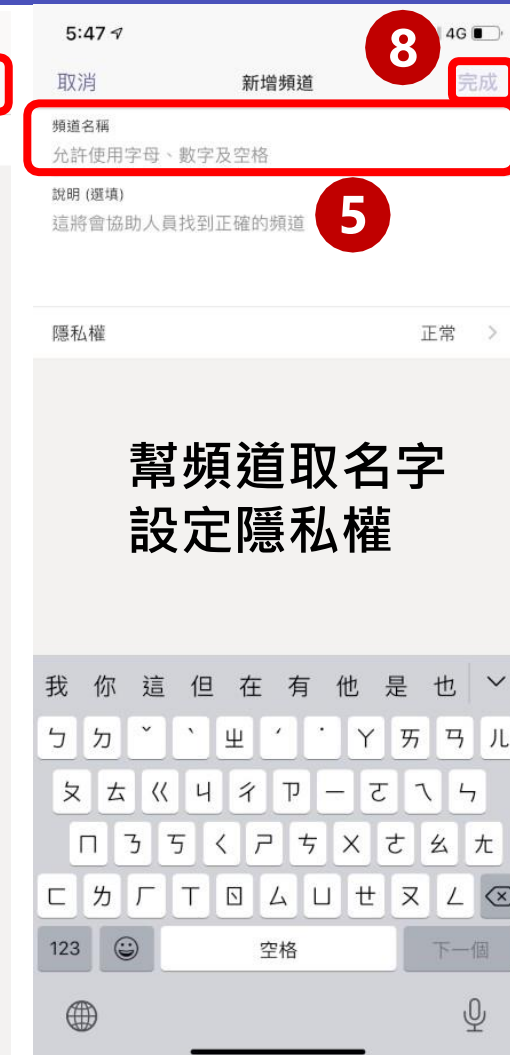 5:47
8
4G
取消
新增頻道
完成
頻道名稱
允許使用字母、數字及空格
說明 (選填)
這將會協助人員找到正確的頻道
5
隱私權
正常 >
幫頻道取名字
設定隱私權
我 你 這 但 在 有 他 是 也
ㄅ ㄉ ˇ ˋ ㄓ ˊ ˙ ㄚ ㄞ ㄢ ㄦ
ㄆ ㄊ ㄍ ㄐ ㄔ ㄗ ㄧ ㄛ ㄟ ㄣ
ㄇ ㄋ ㄎ ㄑ ㄕ ㄘ ㄨ ㄜ ㄠ ㄤ
ㄈ ㄌ ㄏ ㄒ ㄖ ㄙ ㄩ ㄝ ㄡ ㄥ
123
空格
下一個